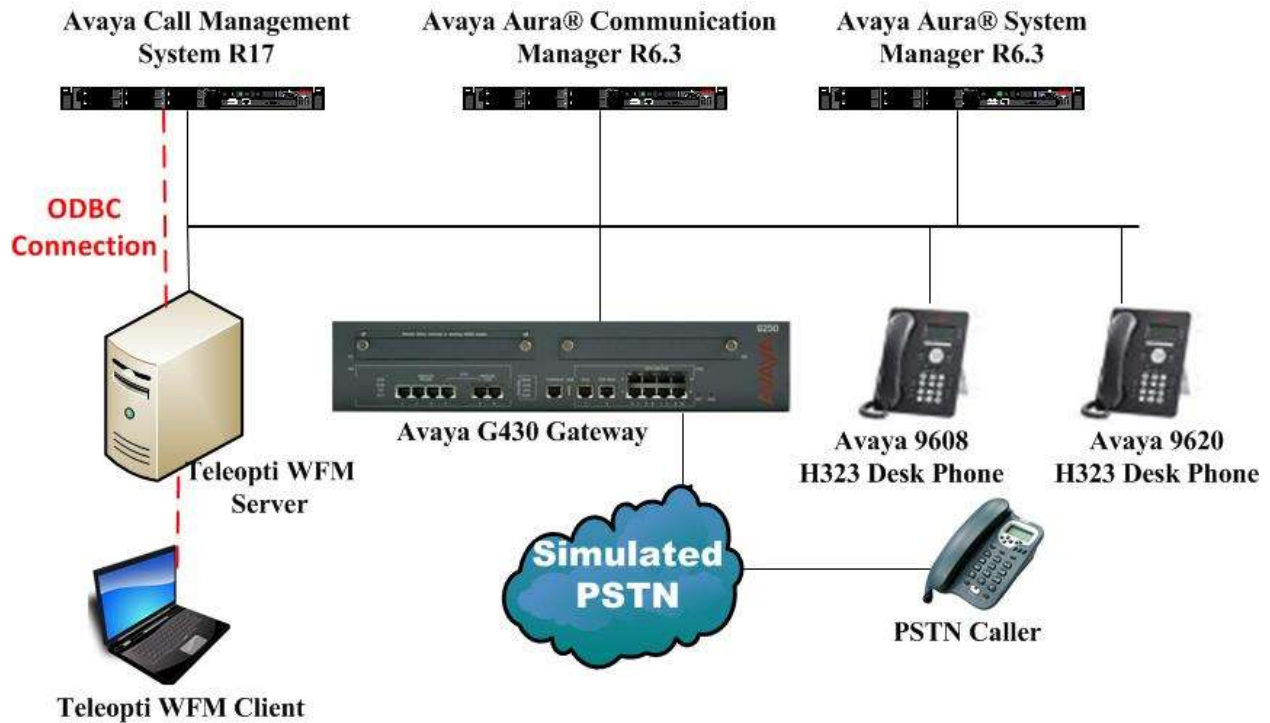 Avaya Call Management
System R17
Avaya Aura® Communication
Manager R6.3
Avaya Aura® System
Manager R6.3
ODBC
Connection
Teleopti WFM
Server
G250
AVAYA
Avaya G430 Gateway
Avaya 9608
H323 Desk Phone
Avaya 9620
H323 Desk Phone
Simulated
PSTN
PSTN Caller
Teleopti WFM Client